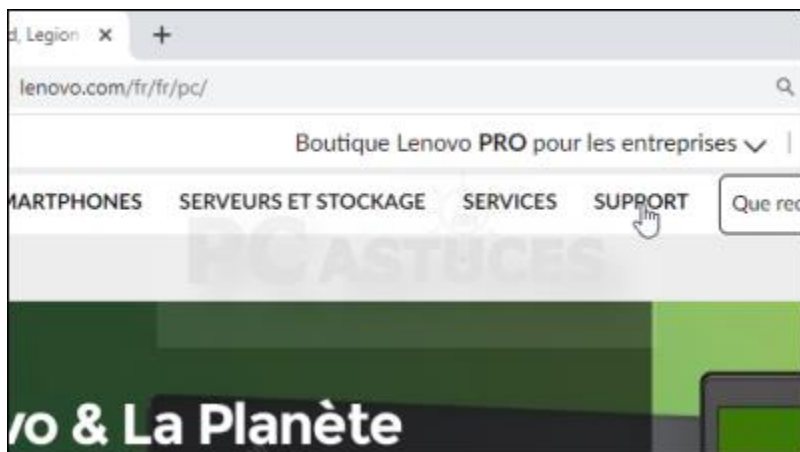 d, Legion
lenovo.com/fr/fr/pc/
Boutique Lenovo PRO pour les entreprises
MARTPHONES SERVEURS ET STOCKAGE SERVICES SUPPORT Que rec
PC ASTUCES
vo & La Planète